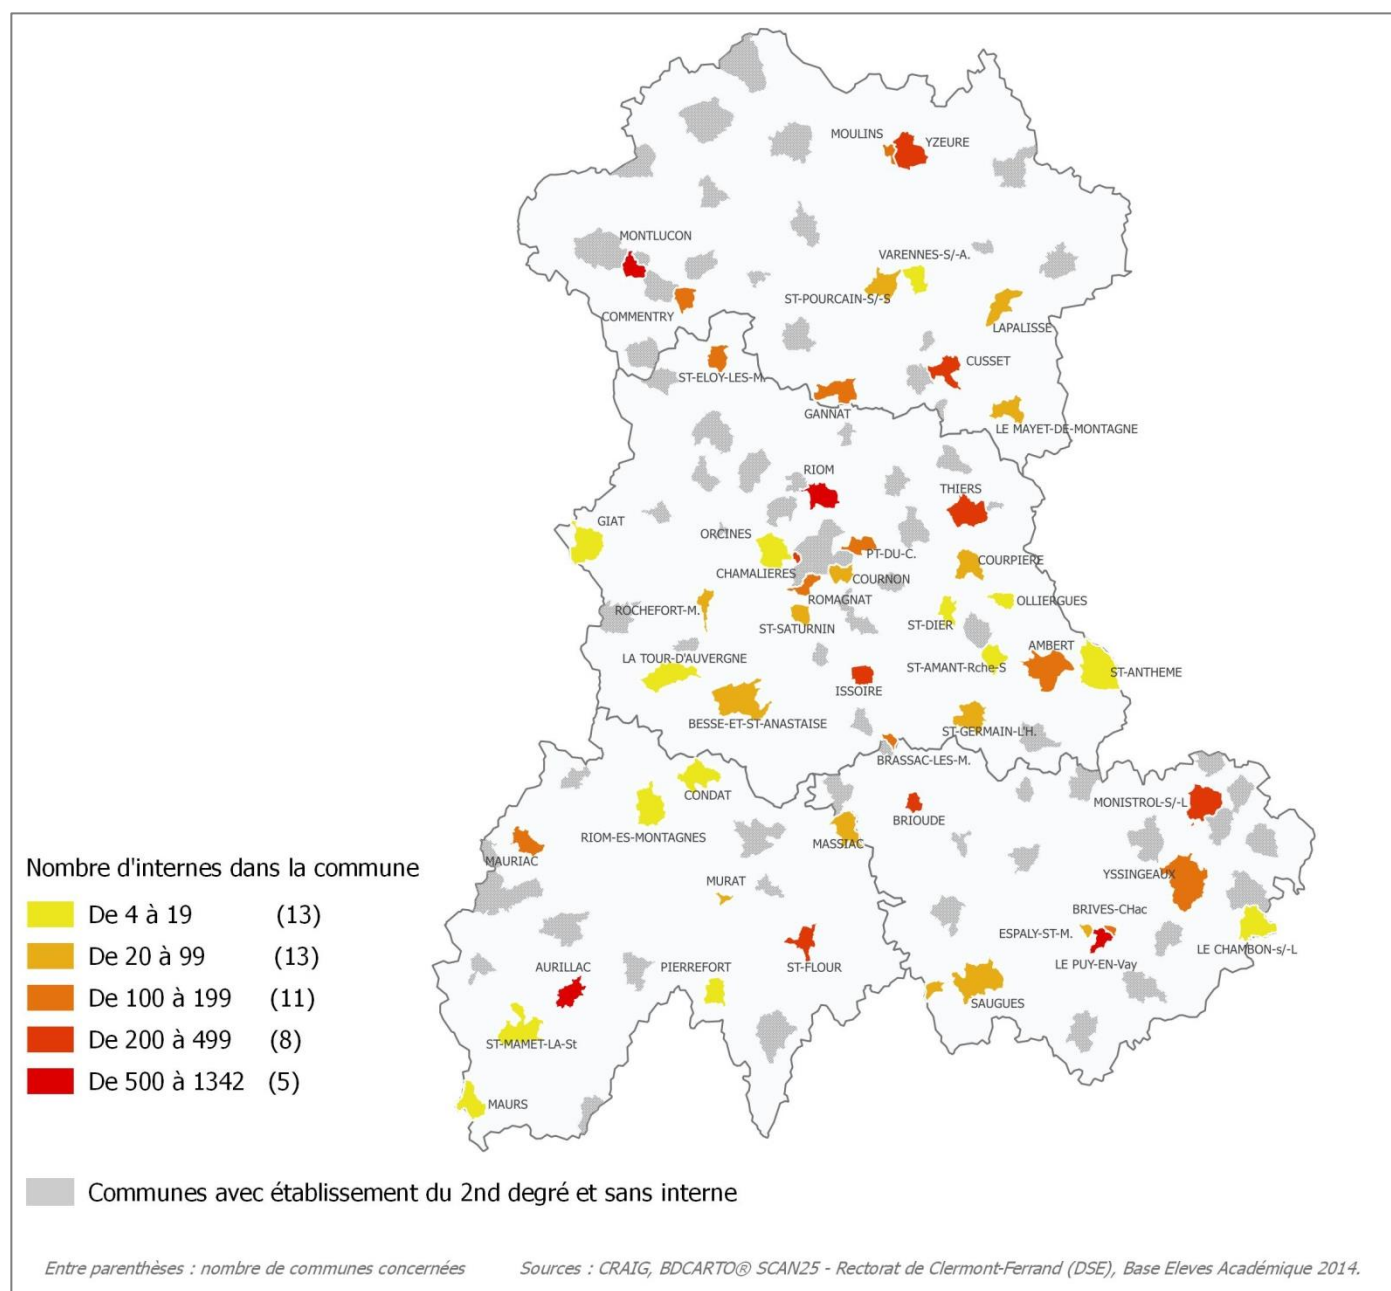 MOULINS
YZEURE
MONTLUCON
VARENNES-S/-A.
ST-POURCAIN-S/-S
COMMENTRY
LAPALISSE
CUSSET
ST-ELOY-LES-M.
GANNAT
LE MAYET-DE-MONTAGNE
RIOM
THIERS
GIAT
ORCINES
PT-DU-C.
COURPIERE
CHAMALIERES
COURNON
ROMAGNAT
OLLIERGUES
ROCHEFORT-M.
ST-SATURNIN
ST-DIER
AMBERT
LA TOUR-D'AUVERGNE
ST-AMANT-Rche-S
ST-ANTHEME
ISSOIRE
BESSE-ET-ST-ANASTAISE
ST-GERMAIN-L'H.
BRASSAC-LES-M.
CONDAT
MONISTROL-S/-L
BRIOUDE
RIOM-ES-MONTAGNES
MASSIAC
MAURIAC
YSSINGEAUX
MURAT
BRIVES-CHac
ESPALY-ST-M.
LE CHAMBON-s/-L
LE PUY-EN-Vay
AURILLAC
PIERREFORT
ST-FLOUR
SAUGUES
ST-MAMET-LA-St
MAURS
Nombre d'internes dans la commune
De 4 à 19 (13)
De 20 à 99 (13)
De 100 à 199 (11)
De 200 à 499 (8)
De 500 à 1342 (5)
Communes avec établissement du 2nd degré et sans interne
Entre parenthèses : nombre de communes concernées
Sources : CRAIG, BDCARTO® SCAN25 - Rectorat de Clermont-Ferrand (DSE), Base Eleves Académique 2014.